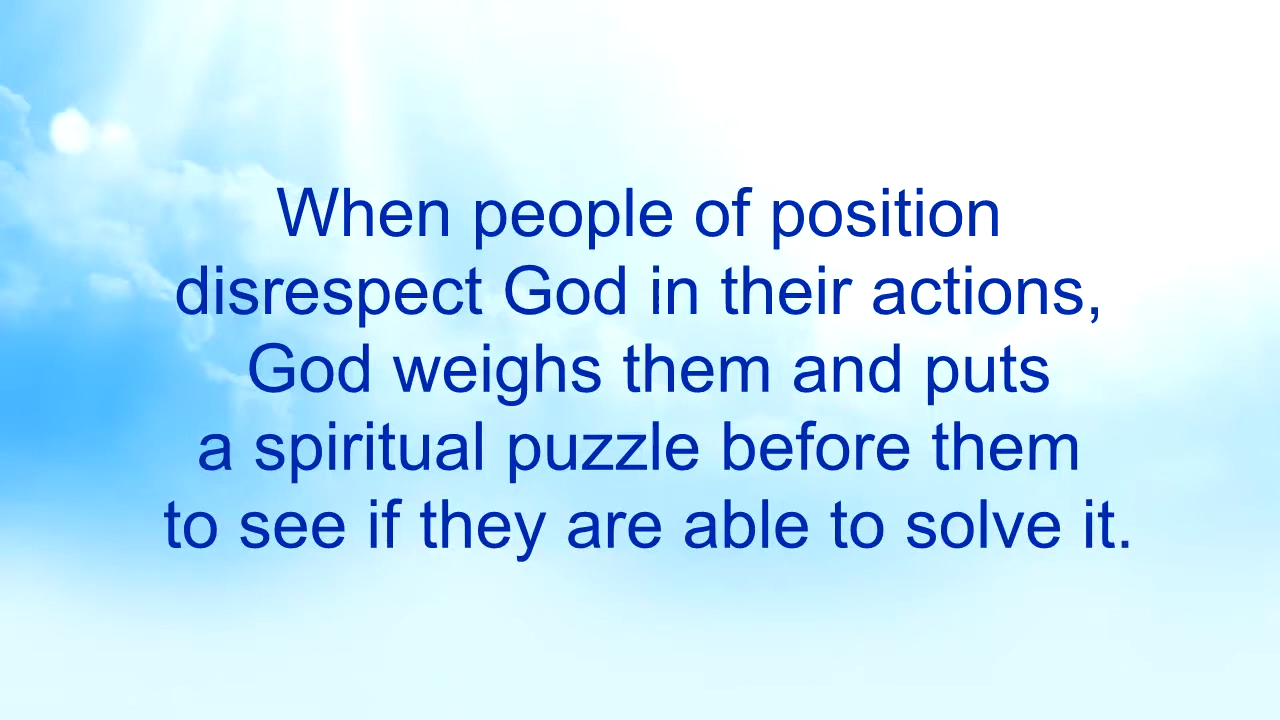 When people of position
disrespect God in their actions,
God weighs them and puts
a spiritual puzzle before them
to see if they are able to solve it.